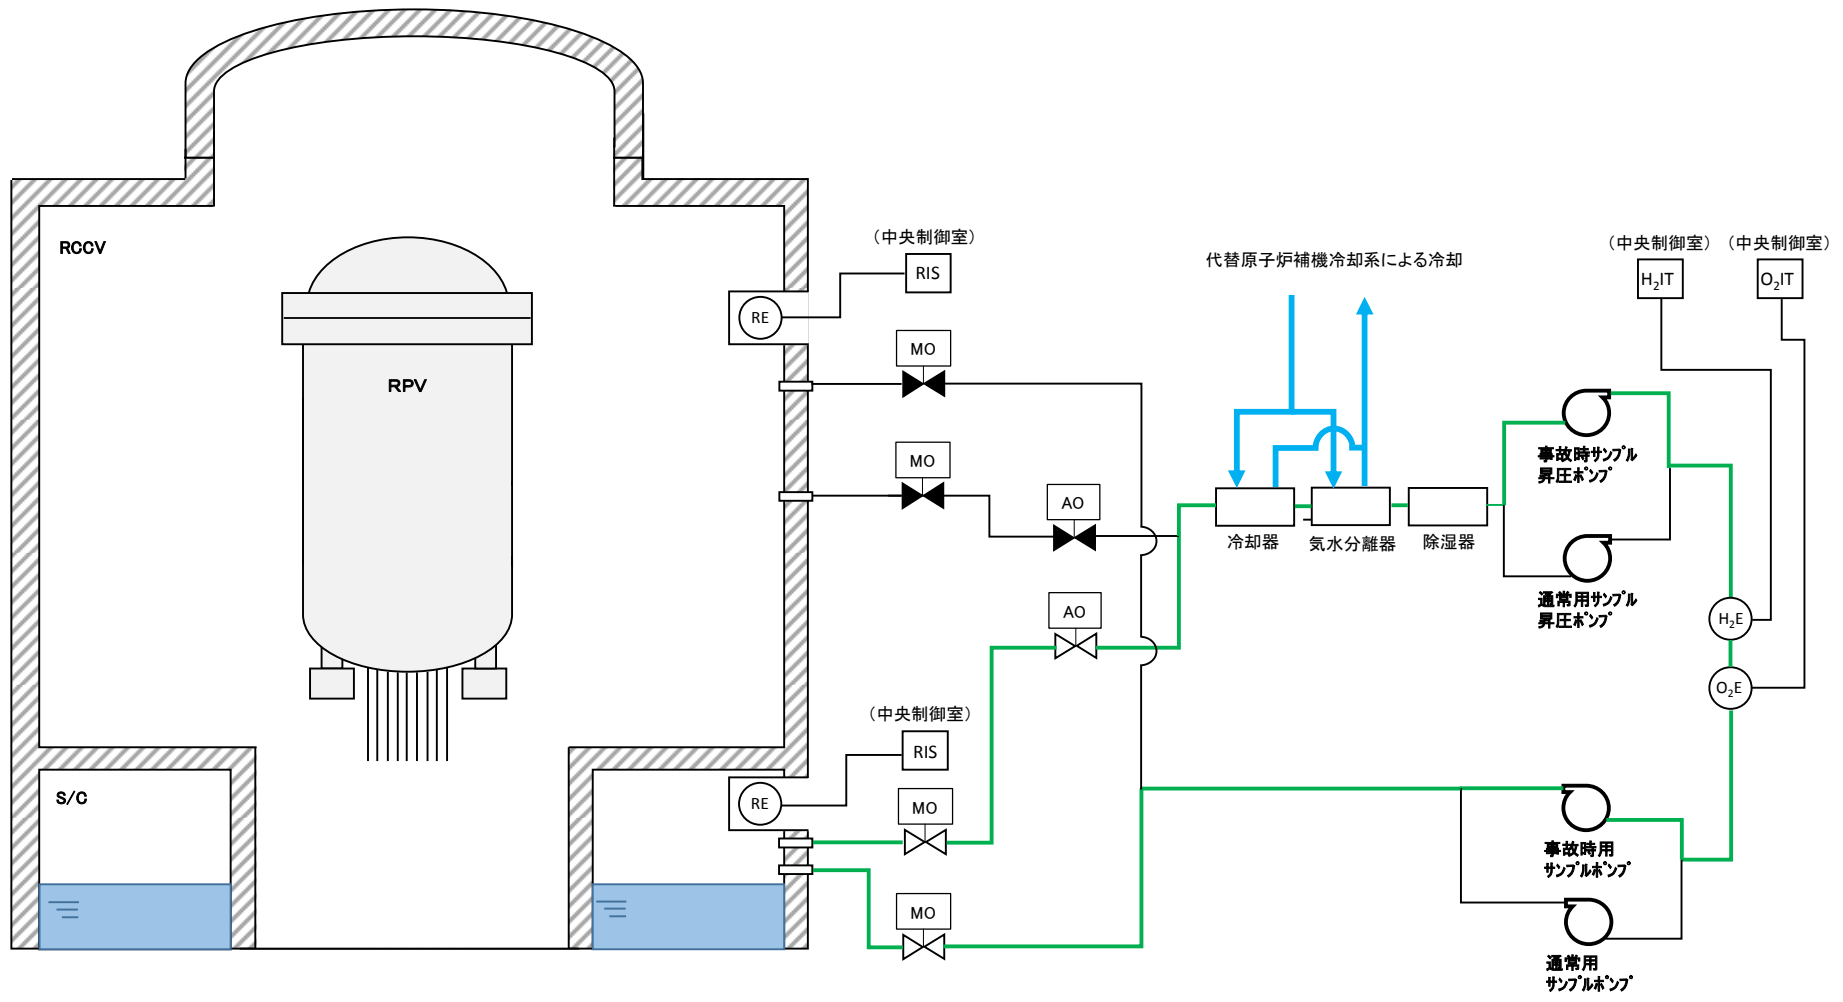 RCCV
RPV
S/C
RE
（中央制御室）
RIS
MO
MO
AO
AO
（中央制御室）
RIS
RE
MO
MO
代替原子炉補機冷却系による冷却
冷却器
気水分離器
除湿器
（中央制御室）
（中央制御室）
H₂IT
O₂IT
事故時サンプル
昇圧ポンプ
通常用サンプル
昇圧ポンプ
H₂E
O₂E
事故時用
サンプルポンプ
通常用
サンプルポンプ